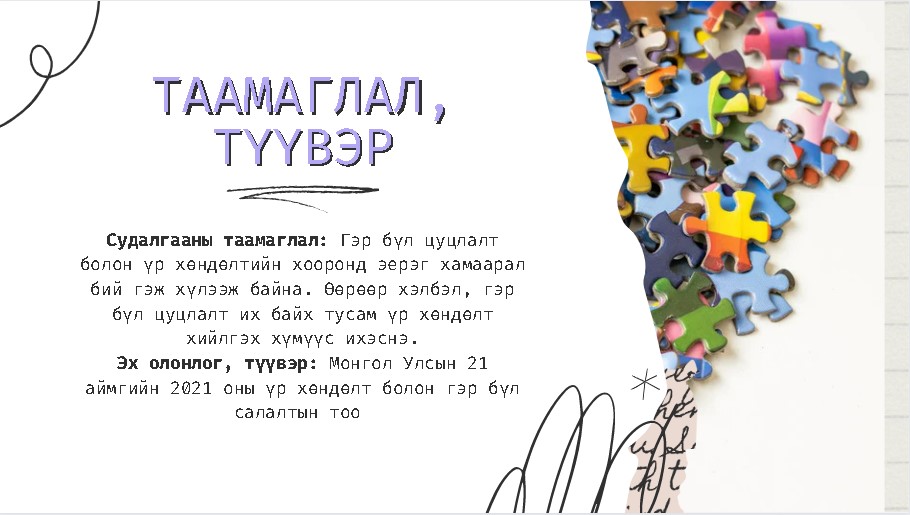 ТААМАГЛАЛ,
ТҮҮВЭР
Судалгааны таамаглал: Гэр бүл цуцлалт
болон үр хөндөлтийн хооронд эерэг хамаарал
бий гэж хүлээж байна. Өөрөөр хэлбэл, гэр
бүл цуцлалт их байх тусам үр хөндөлт
хийлгэх хүмүүс ихэснэ.
Эх олонлог, түүвэр: Монгол Улсын 21
аймгийн 2021 оны үр хөндөлт болон гэр бүл
салалтын тоо